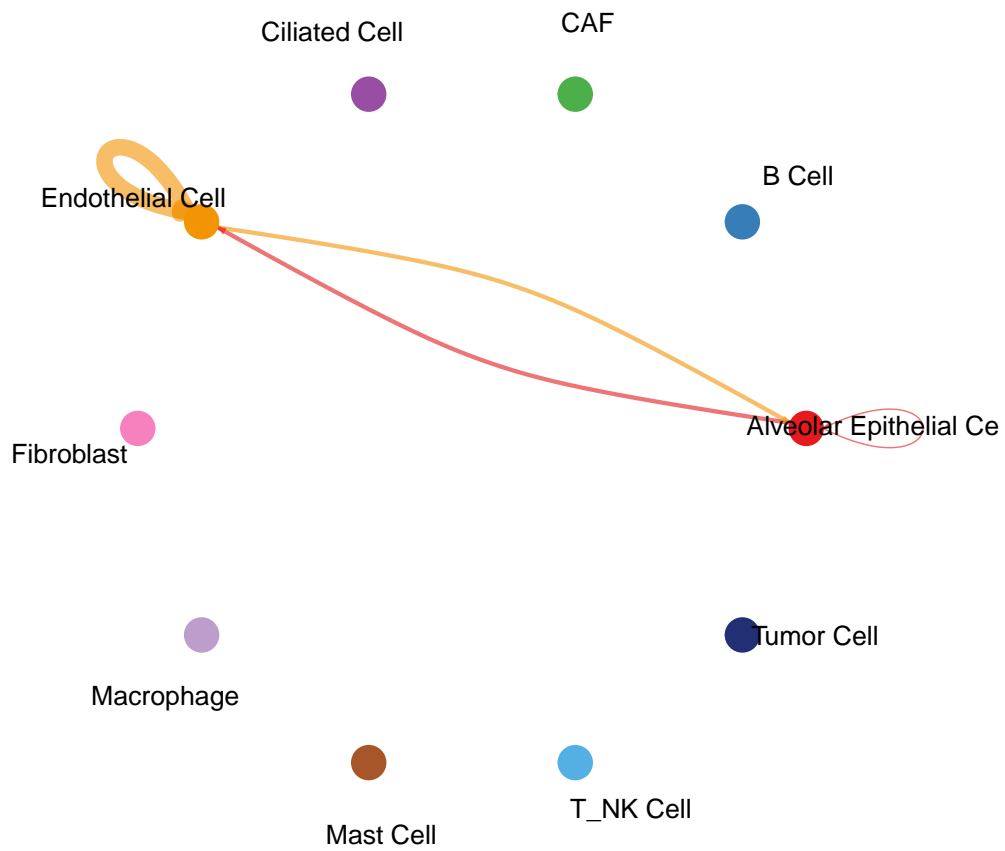 CAF
Ciliated Cell
B Cell
Endothelial Cell
Alveolar Epithelial Ce
Fibroblast
Tumor Cell
Macrophage
T_NK Cell
Mast Cell